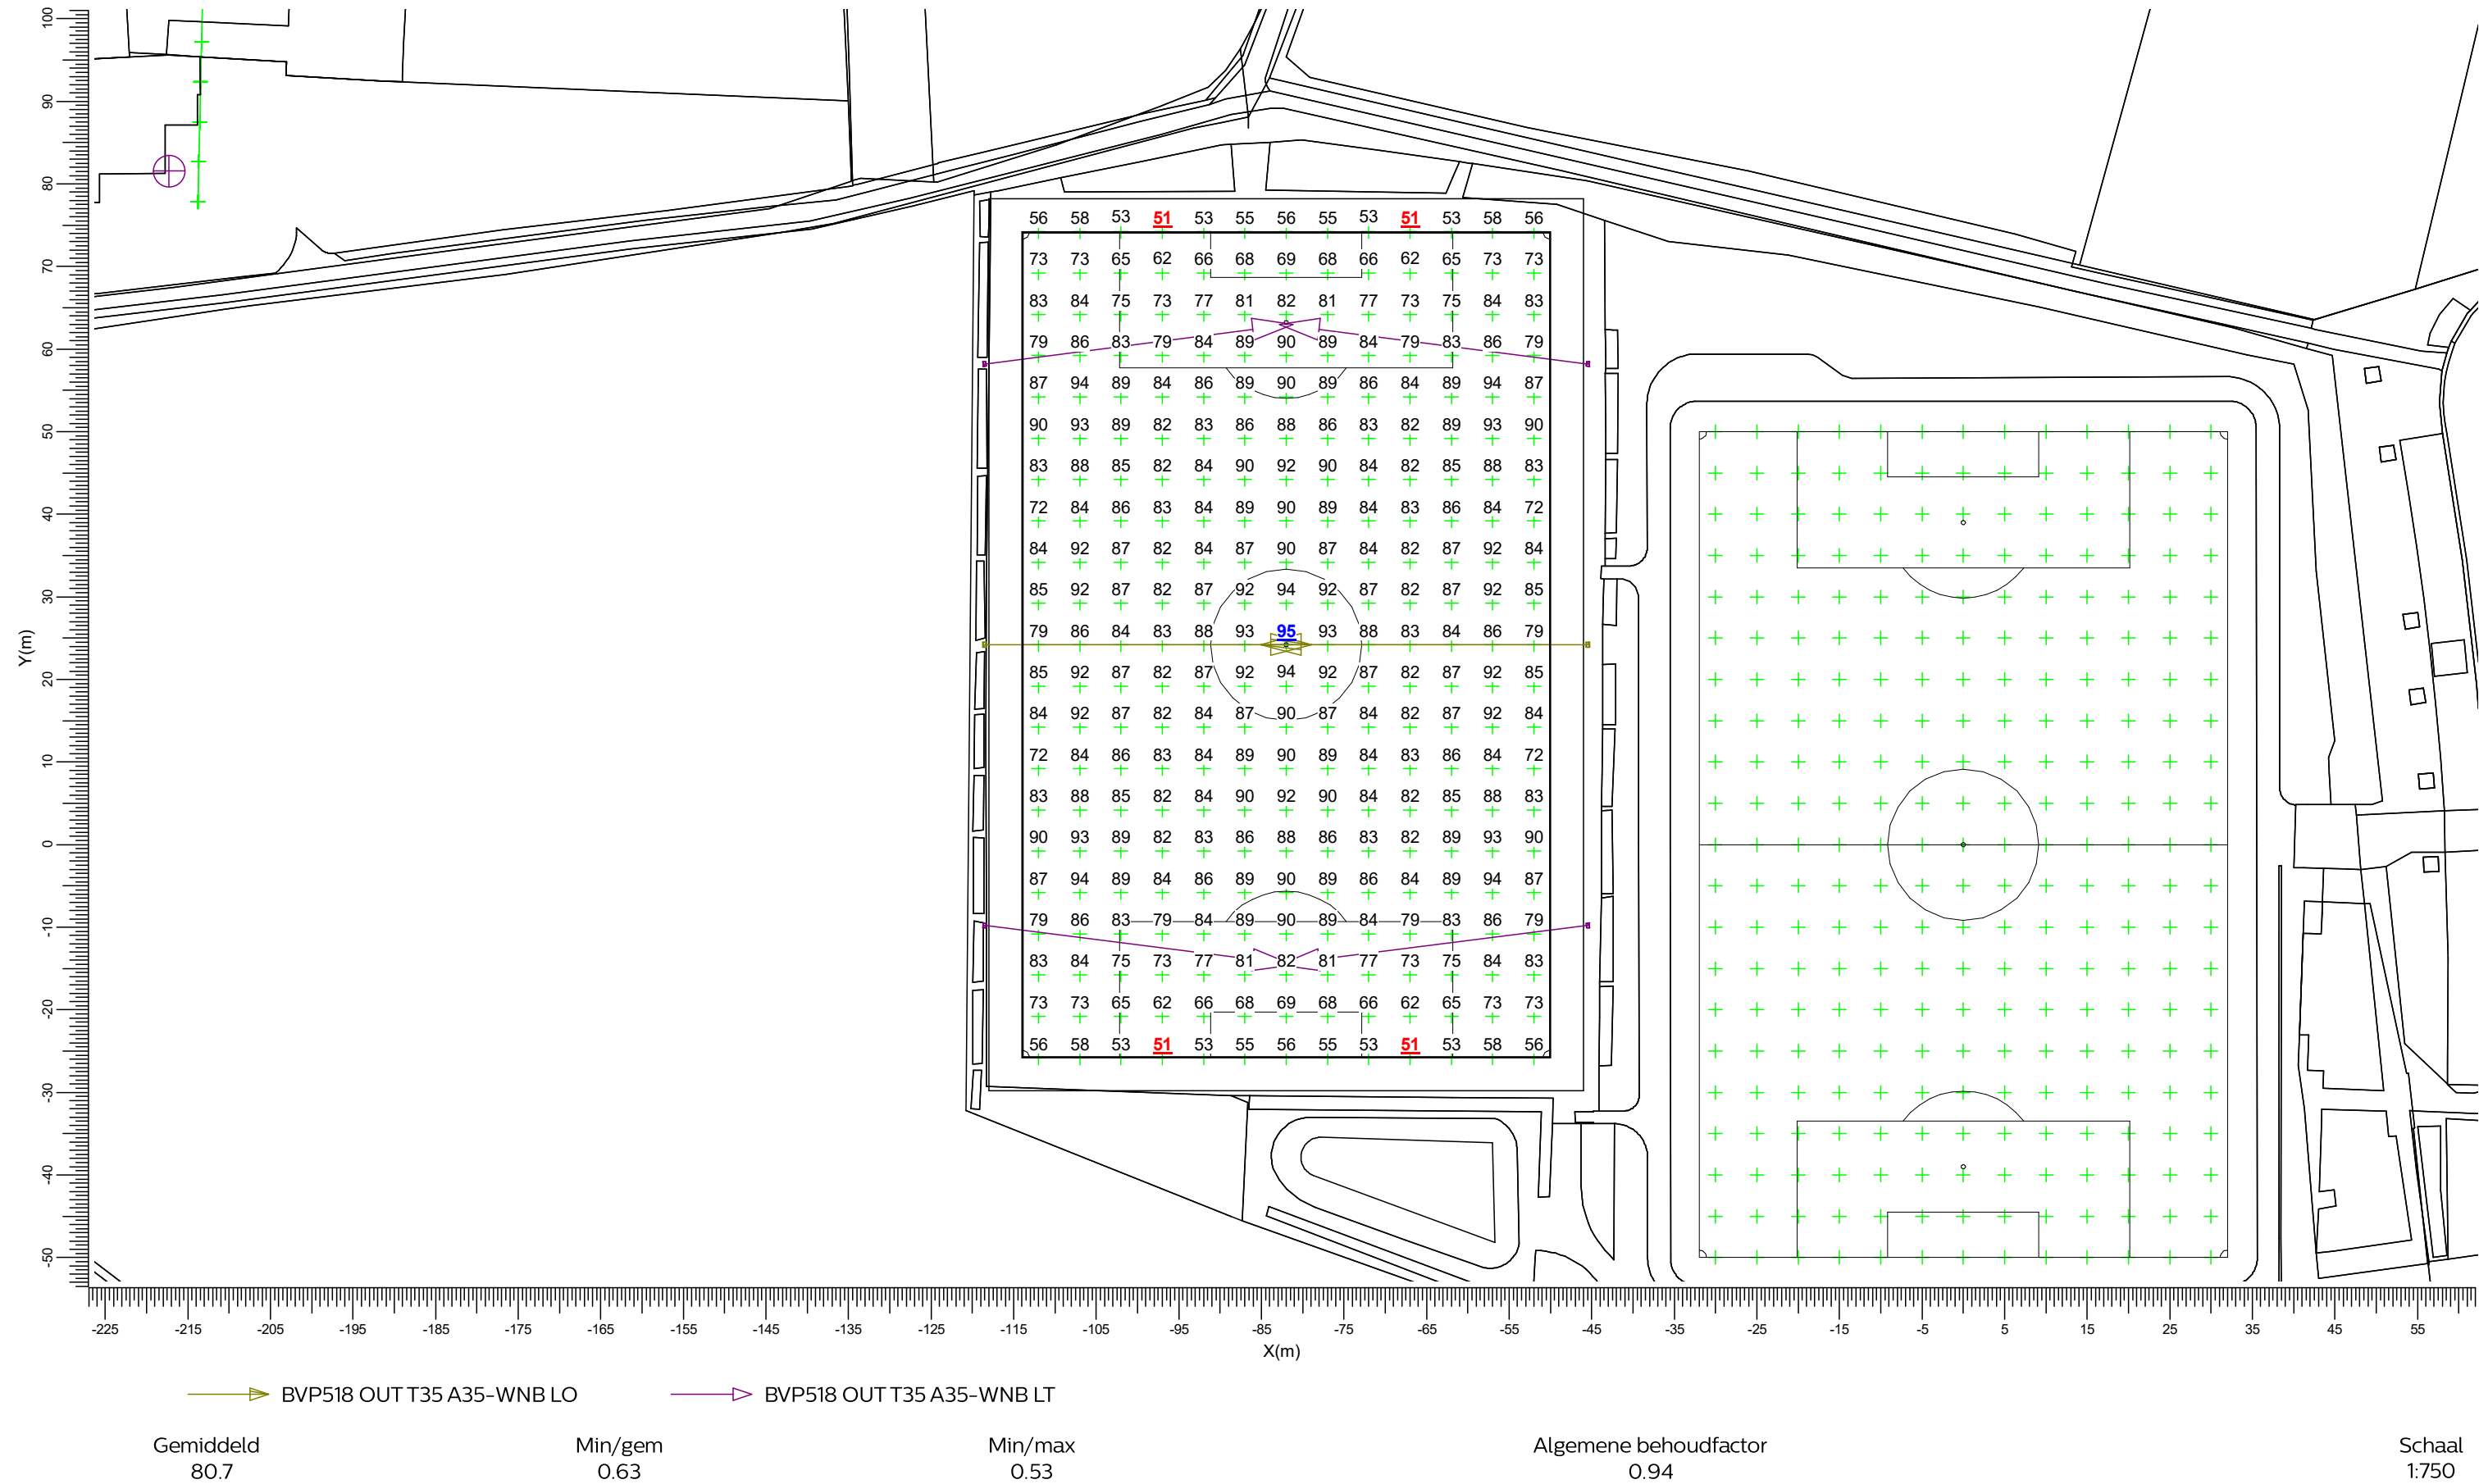 100
90
80
70
60
50
40
30
20
10
0
-10
-20
-30
-40
-50
Y(m)
56 58 53 51 53 55 56 55 53 51 53 58 56
73 73 65 62 66 68 69 68 66 62 65 73 73
83 84 75 73 77 81 82 81 77 73 75 84 83
79 86 83 79 84 89 90 89 84 79 83 86 79
87 94 89 84 86 89 90 89 86 84 89 94 87
90 93 89 82 83 86 88 86 83 82 89 93 90
83 88 85 82 84 90 92 90 84 82 85 88 83
72 84 86 83 84 89 90 89 84 83 86 84 72
84 92 87 82 84 87 90 87 84 82 87 92 84
85 92 87 82 87 92 94 92 87 82 87 92 85
79 86 84 83 88 93 95 93 88 83 84 86 79
85 92 87 82 87 92 94 92 87 82 87 92 85
84 92 87 82 84 87 90 87 84 82 87 92 84
72 84 86 83 84 89 90 89 84 83 86 84 72
83 88 85 82 84 90 92 90 84 82 85 88 83
90 93 89 82 83 86 88 86 83 82 89 93 90
87 94 89 84 86 89 90 89 86 84 89 94 87
79 86 83 79 84 89 90 89 84 79 83 86 79
83 84 75 73 77 81 82 81 77 73 75 84 83
73 73 65 62 66 68 69 68 66 62 65 73 73
56 58 53 51 53 55 56 55 53 51 53 58 56
-225 -215 -205 -195 -185 -175 -165 -155 -145 -135 -125 -115 -105 -95 -85 -75 -65 -55 -45 -35 -25 -15 -5 5 15 25 35 45 55
X(m)
BVP518 OUT T35 A35-WNB LO BVP518 OUT T35 A35-WNB LT
Gemiddeld Min/gem Min/max Algemene behoudfactor Schaal
80.7 0.63 0.53 0.94 1:750